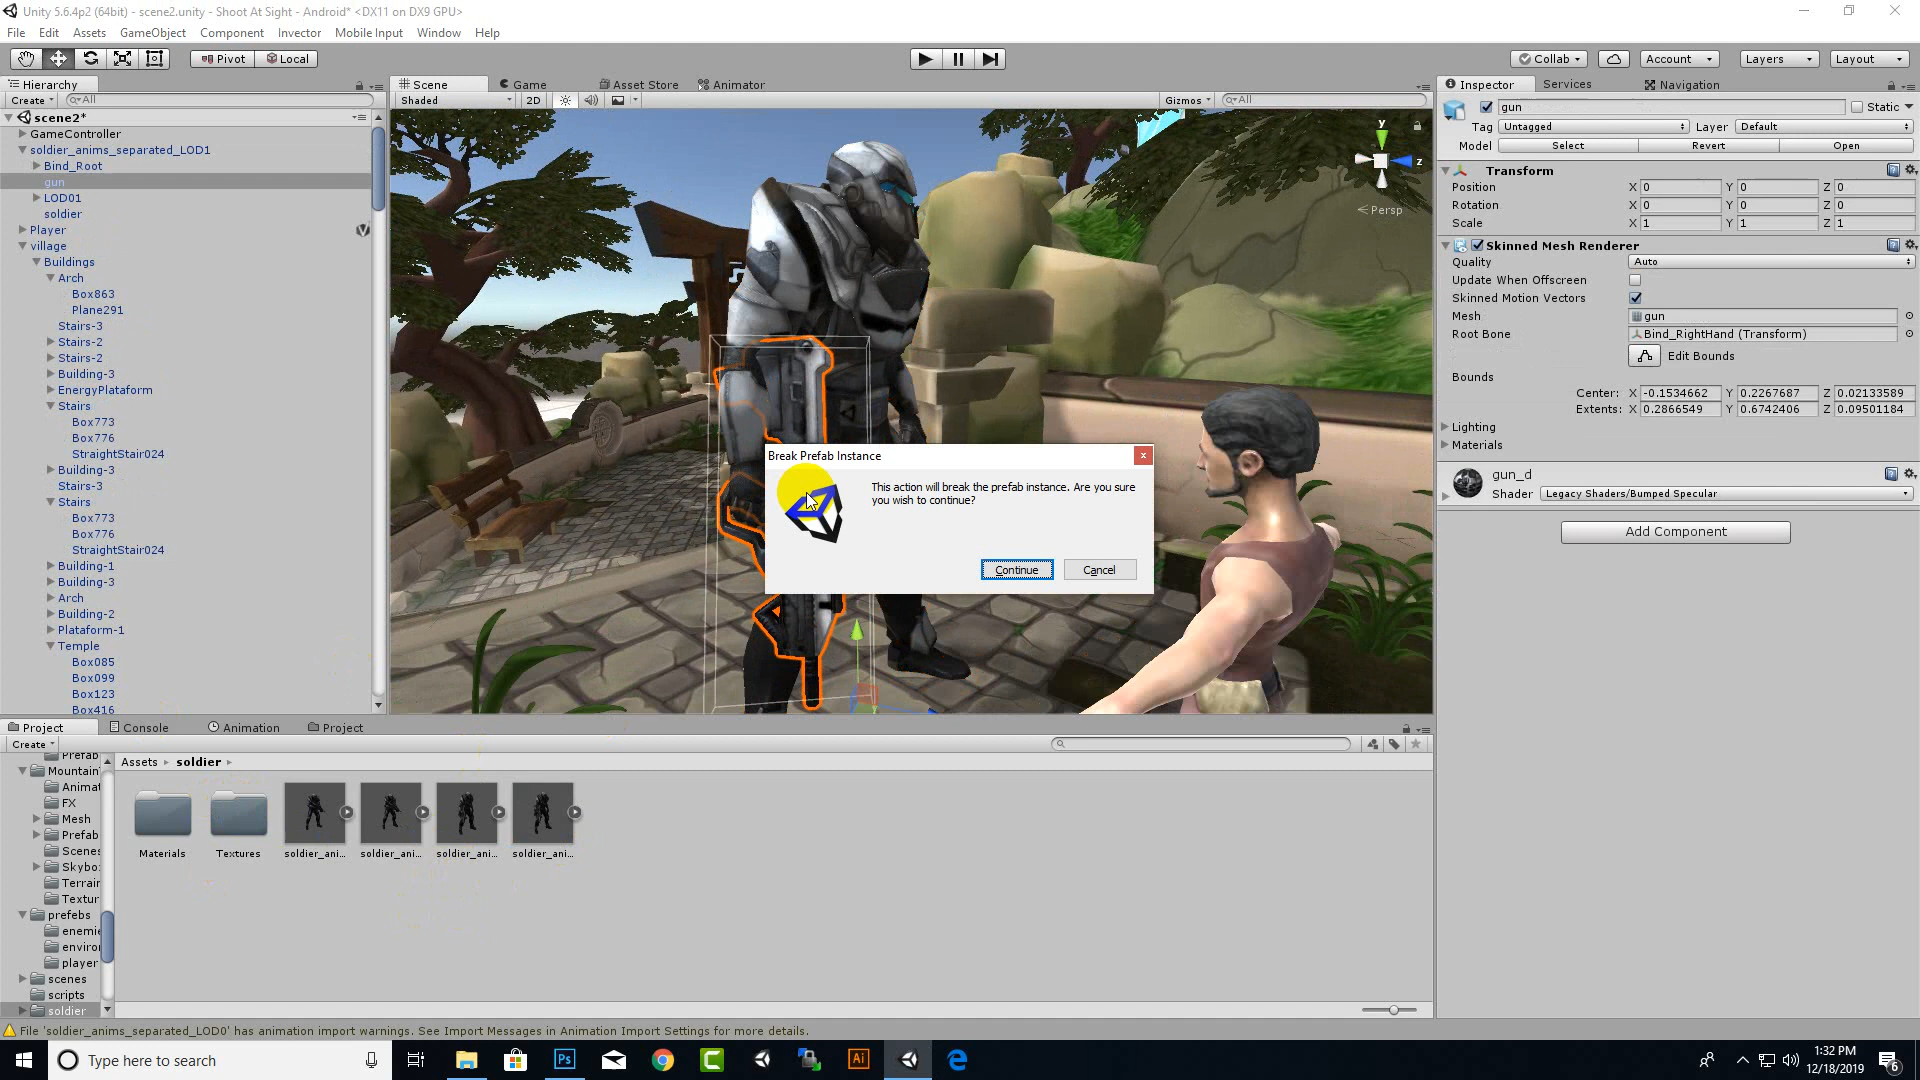 Unity 5.6.4p2 (64bit) - scene2.unity - Shoot At Sight - Android* <DX11 on DX9 GPU>
File Edit Assets GameObject Component Invector Mobile Input Window Help
Pivot Local Collab Account Layers Layout
Hierarchy
Create All
scene2*
GameController
soldier_anims_separated_LOD1
Bind_Root
gun
LOD01
soldier
Player
village
Buildings
Arch
Box863
Plane291
Stairs-3
Stairs-2
Stairs-2
Building-3
EnergyPlataform
Stairs
Box773
Box776
StraightStair024
Building-3
Stairs-3
Stairs
Box773
Box776
StraightStair024
Building-1
Building-3
Arch
Building-2
Plataform-1
Temple
Box085
Box099
Box123
Box416
Scene Game Asset Store Animator
Shaded 2D Gizmos All
y
z
Persp
Break Prefab Instance
This action will break the prefab instance. Are you sure
you wish to continue?
Continue Cancel
Inspector Services Navigation
gun Static
Tag Untagged Layer Default
Model Select Revert Open
Transform
Position X 0 Y 0 Z 0
Rotation X 0 Y 0 Z 0
Scale X 1 Y 1 Z 1
Skinned Mesh Renderer
Quality Auto
Update When Offscreen
Skinned Motion Vectors
Mesh gun
Root Bone Bind_RightHand (Transform)
Edit Bounds
Bounds
Center: X -0.1534662 Y 0.2267687 Z 0.02133589
Extents: X 0.2866549 Y 0.6742406 Z 0.09501184
Lighting
Materials
gun_d
Shader Legacy Shaders/Bumped Specular
Add Component
Project Console Animation Project
Create
Prefab
Mountain
Animat
FX
Mesh
Prefab
Scenes
Skybo
Terrain
Textur
prefebs
enemie
enviror
player
scenes
scripts
soldier
Assets soldier
Materials Textures soldier_ani... soldier_ani... soldier_ani... soldier_ani...
File 'soldier_anims_separated_LOD0' has animation import warnings. See Import Messages in Animation Import Settings for more details.
Type here to search
Ps
Ai
1:32 PM
12/18/2019
6